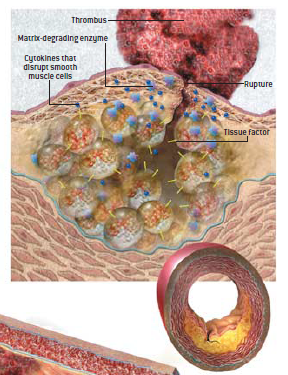 Thrombus
Matrix-degrading enzyme
Cytokines that
disrupt smooth
muscle cells
Rupture
Tissue factor